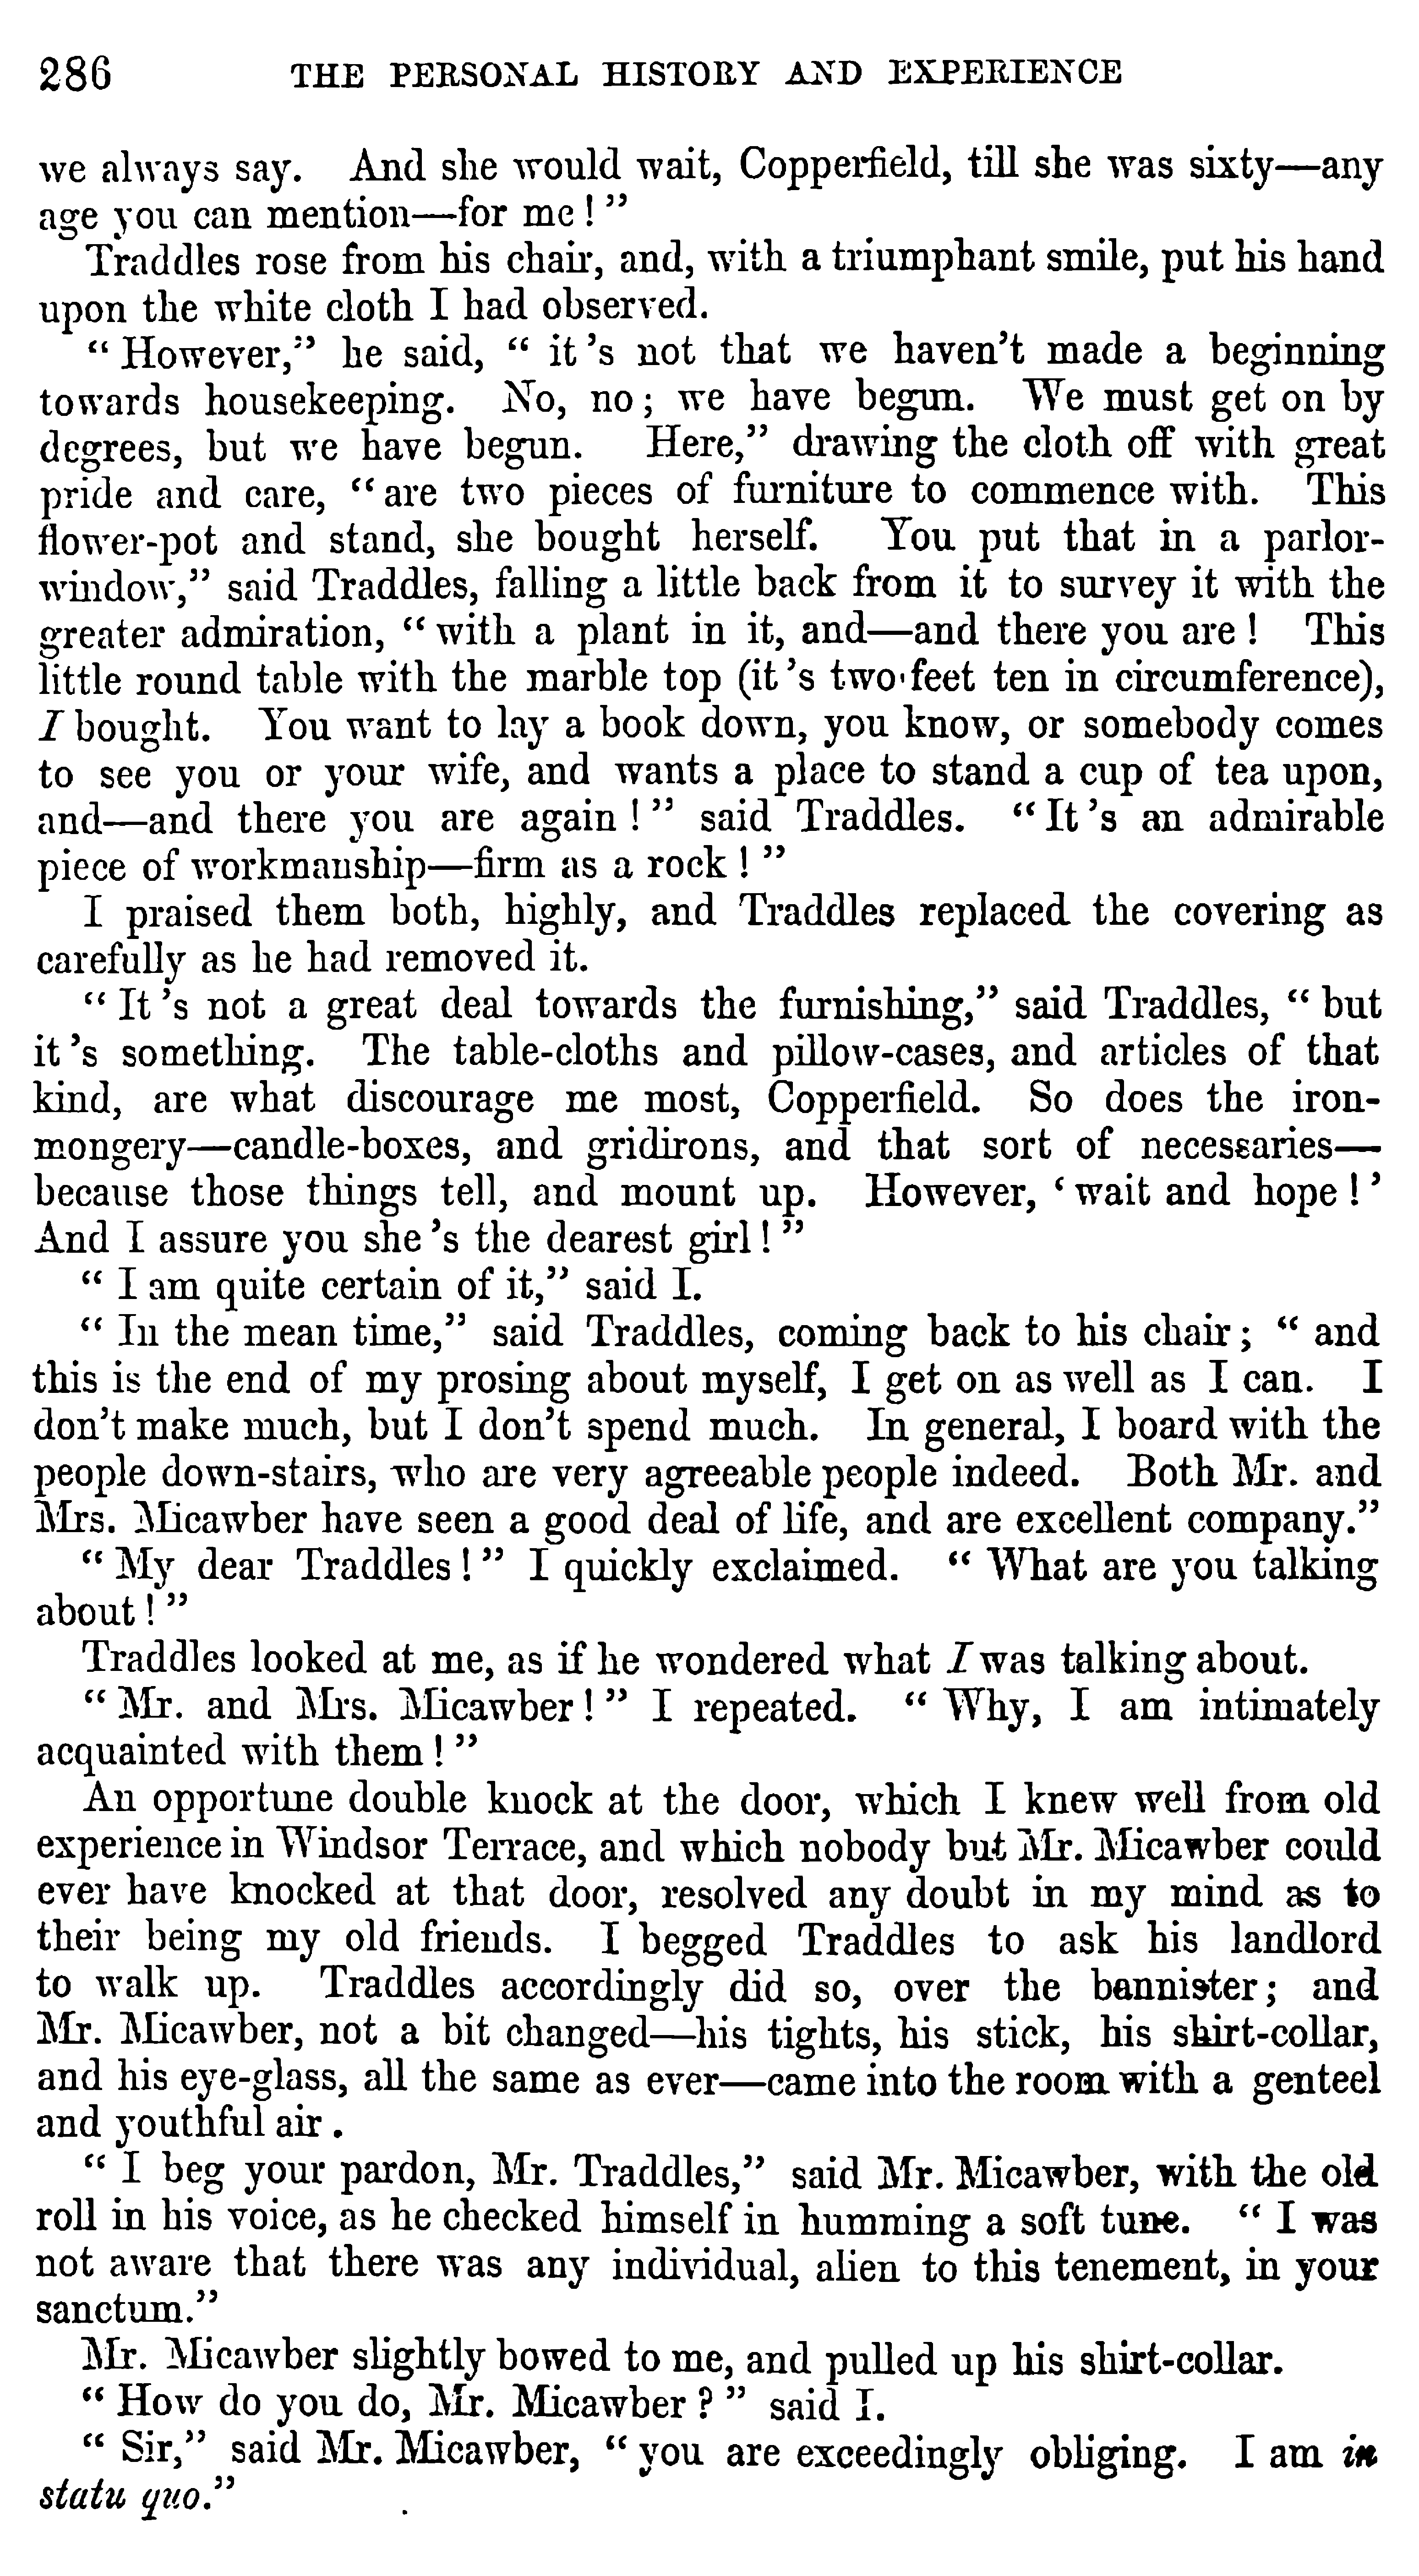 286 THE PERSONAL HISTORY AND EXPERIENCE
we always say. And she would wait, Copperfield, till she was sixty—any
age you can mention—for me!"
Traddles rose from his chair, and, with a triumphant smile, put his hand
upon the white cloth I had observed.
"However," he said, "it's not that we haven't made a beginning
towards housekeeping. No, no; we have begun. We must get on by
degrees, but we have begun. Here," drawing the cloth off with great
pride and care, "are two pieces of furniture to commence with. This
flower-pot and stand, she bought herself. You put that in a parlor-
window," said Traddles, falling a little back from it to survey it with the
greater admiration, "with a plant in it, and—and there you are! This
little round table with the marble top (it's two feet ten in circumference),
I bought. You want to lay a book down, you know, or somebody comes
to see you or your wife, and wants a place to stand a cup of tea upon,
and—and there you are again!" said Traddles. "It's an admirable
piece of workmanship—firm as a rock!"
I praised them both, highly, and Traddles replaced the covering as
carefully as he had removed it.
"It's not a great deal towards the furnishing," said Traddles, "but
it's something. The table-cloths and pillow-cases, and articles of that
kind, are what discourage me most, Copperfield. So does the iron-
mongery—candle-boxes, and gridirons, and that sort of necessaries—
because those things tell, and mount up. However, 'wait and hope!'
And I assure you she's the dearest girl!"
"I am quite certain of it," said I.
"In the mean time," said Traddles, coming back to his chair; "and
this is the end of my prosing about myself, I get on as well as I can. I
don't make much, but I don't spend much. In general, I board with the
people down-stairs, who are very agreeable people indeed. Both Mr. and
Mrs. Micawber have seen a good deal of life, and are excellent company."
"My dear Traddles!" I quickly exclaimed. "What are you talking
about!"
Traddles looked at me, as if he wondered what I was talking about.
"Mr. and Mrs. Micawber!" I repeated. "Why, I am intimately
acquainted with them!"
An opportune double knock at the door, which I knew well from old
experience in Windsor Terrace, and which nobody but Mr. Micawber could
ever have knocked at that door, resolved any doubt in my mind as to
their being my old friends. I begged Traddles to ask his landlord
to walk up. Traddles accordingly did so, over the bannister; and
Mr. Micawber, not a bit changed—his tights, his stick, his shirt-collar,
and his eye-glass, all the same as ever—came into the room with a genteel
and youthful air.
"I beg your pardon, Mr. Traddles," said Mr. Micawber, with the old
roll in his voice, as he checked himself in humming a soft tune. "I was
not aware that there was any individual, alien to this tenement, in your
sanctum."
Mr. Micawber slightly bowed to me, and pulled up his shirt-collar.
"How do you do, Mr. Micawber?" said I.
"Sir," said Mr. Micawber, "you are exceedingly obliging. I am in
statu quo."